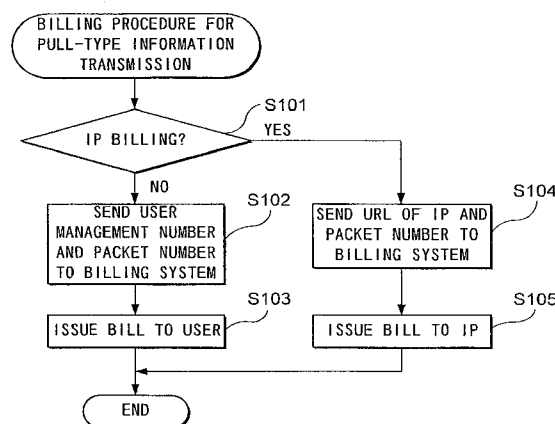 BILLING PROCEDURE FOR
PULL-TYPE INFORMATION
TRANSMISSION
S101
IP BILLING?
YES
NO
S102
SEND USER
MANAGEMENT NUMBER
AND PACKET NUMBER
TO BILLING SYSTEM
S104
SEND URL OF IP AND
PACKET NUMBER TO
BILLING SYSTEM
S103
ISSUE BILL TO USER
S105
ISSUE BILL TO IP
END